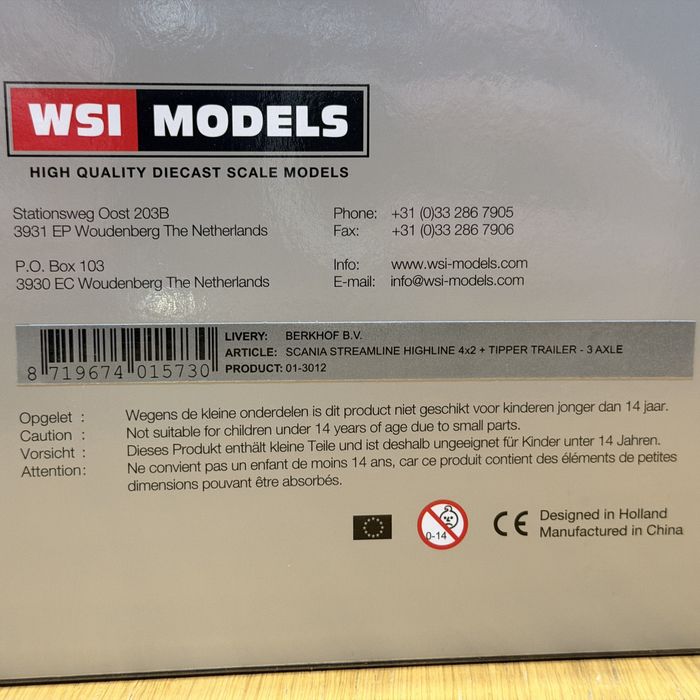 WSI MODELS
HIGH QUALITY DIECAST SCALE MODELS
Stationsweg Oost 203B
3931 EP Woudenberg The Netherlands
P.O. Box 103
3930 EC Woudenberg The Netherlands
Phone: +31 (0)33 286 7905
Fax: +31 (0)33 286 7906
Info: www.wsi-models.com
E-mail: info@wsi-models.com
8 719674 015730
LIVERY: BERKHOF B.V.
ARTICLE: SCANIA STREAMLINE HIGHLINE 4x2 + TIPPER TRAILER - 3 AXLE
PRODUCT: 01-3012
Opgelet : Wegens de kleine onderdelen is dit product niet geschikt voor kinderen jonger dan 14 jaar.
Caution : Not suitable for children under 14 years of age due to small parts.
Vorsicht : Dieses Produkt enthält kleine Teile und ist deshalb ungeeignet für Kinder unter 14 Jahren.
Attention: Ne convient pas un enfant de moins 14 ans, car ce produit contient des éléments de petites
dimensions pouvant être absorbés.
0-14
CE
Designed in Holland
Manufactured in China